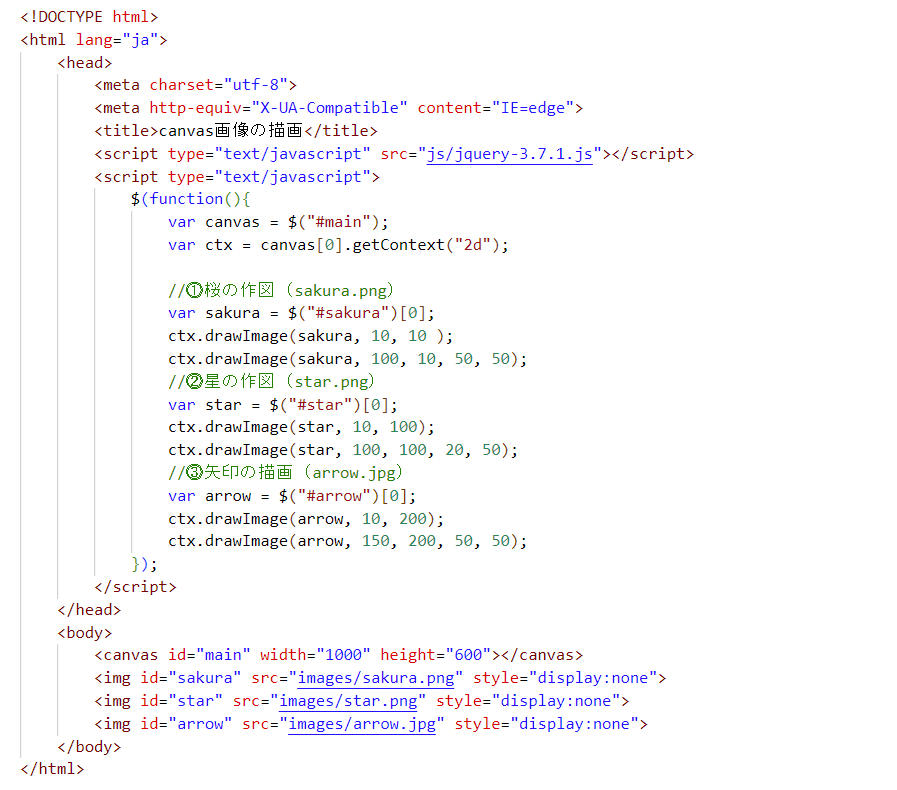 <!DOCTYPE html>
<html lang="ja">
<head>
<meta charset="utf-8">
<meta http-equiv="X-UA-Compatible" content="IE=edge">
<title>canvas画像の描画</title>
<script type="text/javascript" src="js/jquery-3.7.1.js"></script>
<script type="text/javascript">
$(function(){
var canvas = $("#main");
var ctx = canvas[0].getContext("2d");
//①桜の作図（sakura.png）
var sakura = $("#sakura")[0];
ctx.drawImage(sakura, 10, 10 );
ctx.drawImage(sakura, 100, 10, 50, 50);
//②星の作図（star.png）
var star = $("#star")[0];
ctx.drawImage(star, 10, 100);
ctx.drawImage(star, 100, 100, 20, 50);
//③矢印の描画（arrow.jpg）
var arrow = $("#arrow")[0];
ctx.drawImage(arrow, 10, 200);
ctx.drawImage(arrow, 150, 200, 50, 50);
});
</script>
</head>
<body>
<canvas id="main" width="1000" height="600"></canvas>
<img id="sakura" src="images/sakura.png" style="display:none">
<img id="star" src="images/star.png" style="display:none">
<img id="arrow" src="images/arrow.jpg" style="display:none">
</body>
</html>